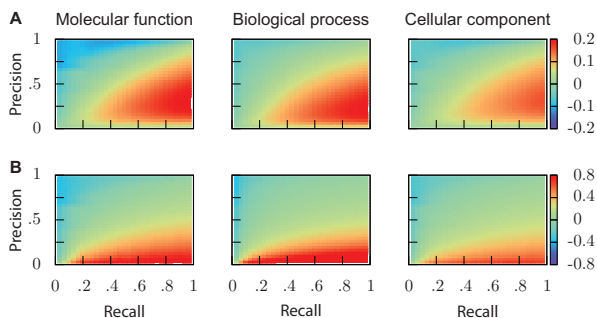 A Molecular function Biological process Cellular component
1 0.2
0.1
Precision .5 0
-0.1
0 -0.2
B
1 0.8
0.4
Precision .5 0
-0.4
0 -0.8
0 .2 .4 .6 .8 1 0 .2 .4 .6 .8 1 0 .2 .4 .6 .8 1
Recall Recall Recall